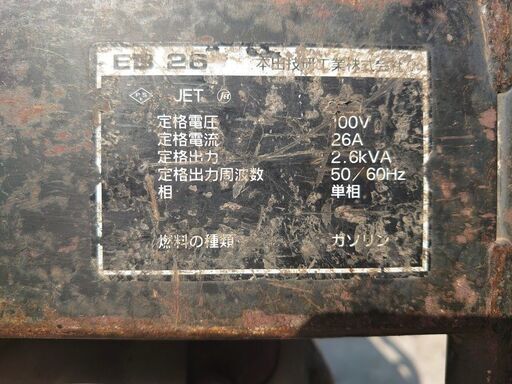 EB 26 本田技研工業株式会社
JET
定格電圧 100V
定格電流 26A
定格出力 2.6kVA
定格出力周波数 50/60Hz
相 単相
燃料の種類 ガソリン